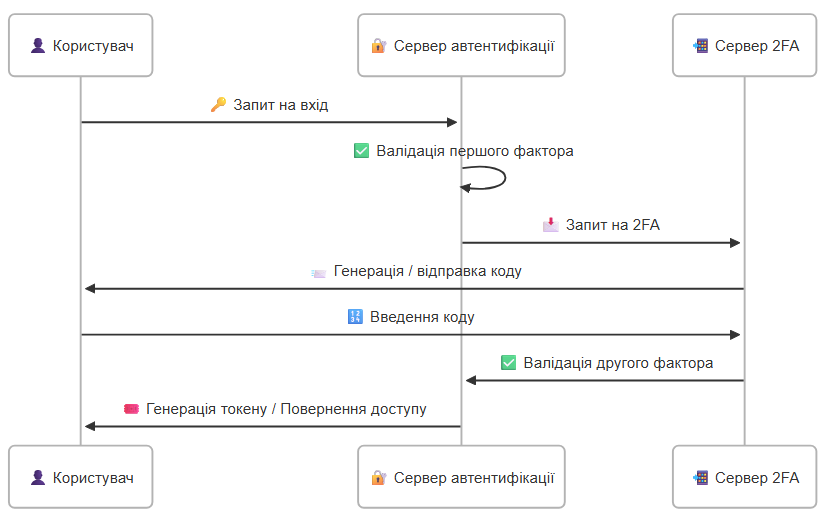 👤 Користувач
🔐 Сервер автентифікації
📲 Сервер 2FA
🔑 Запит на вхід
✅ Валідація першого фактора
📩 Запит на 2FA
📨 Генерація / відправка коду
🔢 Введення коду
✅ Валідація другого фактора
🎟️ Генерація токену / Повернення доступу
👤 Користувач
🔐 Сервер автентифікації
📲 Сервер 2FA